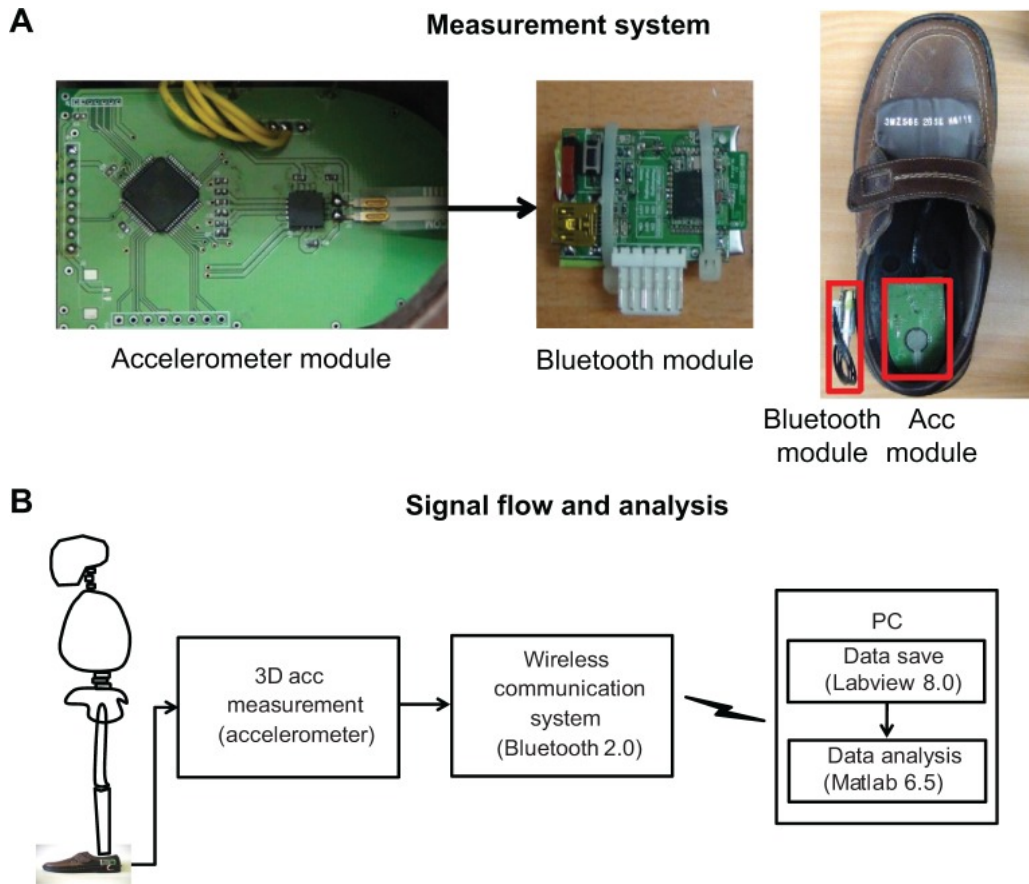 A
Measurement system
Accelerometer module
Bluetooth module
Bluetooth
module
Acc
module
B
Signal flow and analysis
3D acc
measurement
(accelerometer)
Wireless
communication
system
(Bluetooth 2.0)
PC
Data save
(Labview 8.0)
Data analysis
(Matlab 6.5)